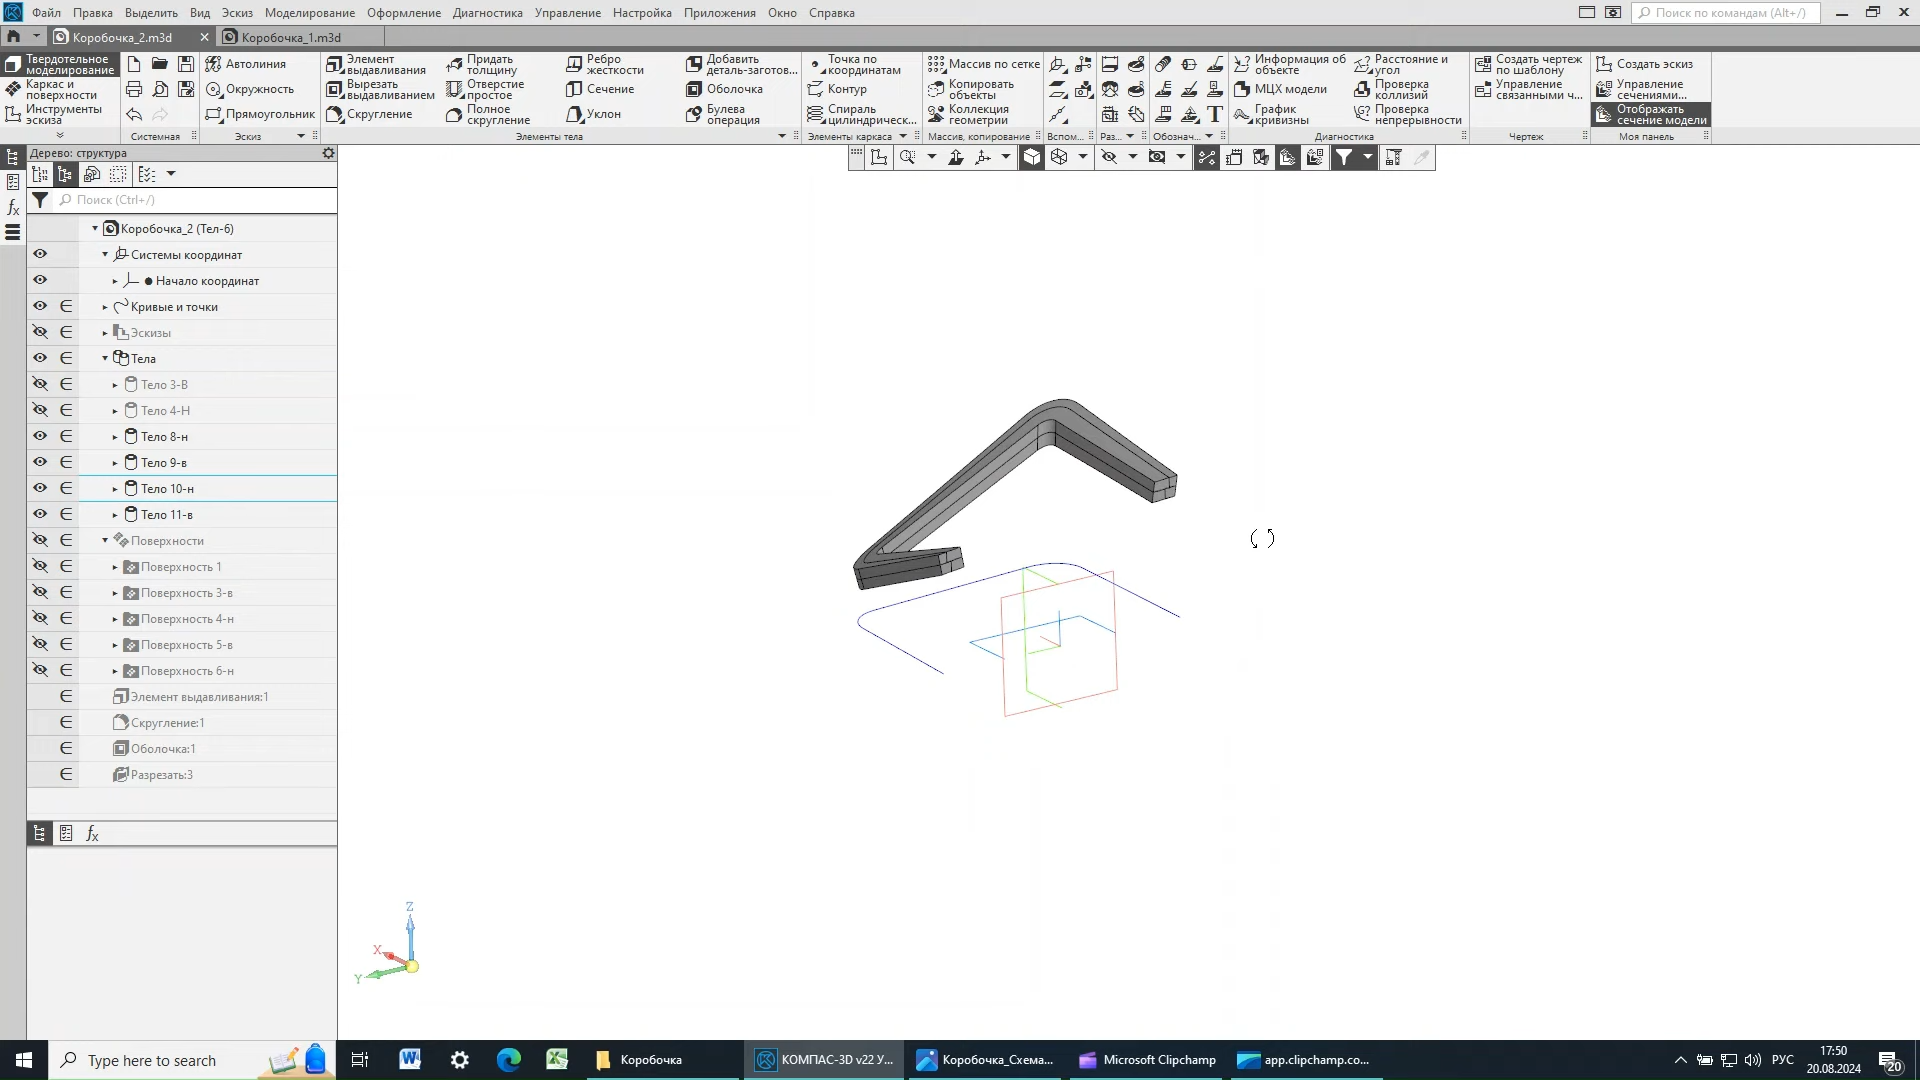 Файл Правка Выделить Вид Эскиз Моделирование Оформление Диагностика Управление Настройка Приложения Окно Справка
Поиск по командам (Alt+/)
Коробочка_2.m3d
Коробочка_1.m3d
Твердотельное моделирование
Каркас и поверхности
Инструменты эскиза
Системная
Автолиния
Окружность
Прямоугольник
Эскиз
Элемент выдавливания
Вырезать выдавливанием
Скругление
Придать толщину
Отверстие простое
Полное скругление
Ребро жесткости
Сечение
Уклон
Добавить деталь-заготов...
Оболочка
Булева операция
Элементы тела
Точка по координатам
Контур
Спираль цилиндрическ...
Элементы каркаса
Массив по сетке
Копировать объекты
Коллекция геометрии
Массив, копирование
Вспом...
Раз...
Обознач...
Информация об объекте
МЦХ модели
График кривизны
Расстояние и угол
Проверка коллизий
Проверка непрерывности
Диагностика
Создать чертеж по шаблону
Управление связанными ч...
Чертеж
Создать эскиз
Управление сечениями...
Отображать сечение модели
Моя панель
Дерево: структура
Поиск (Ctrl+/)
Коробочка_2 (Тел-6)
Системы координат
Начало координат
Кривые и точки
Эскизы
Тела
Тело 3-В
Тело 4-Н
Тело 8-н
Тело 9-в
Тело 10-н
Тело 11-в
Поверхности
Поверхность 1
Поверхность 3-в
Поверхность 4-н
Поверхность 5-в
Поверхность 6-н
Элемент выдавливания:1
Скругление:1
Оболочка:1
Разрезать:3
Z
X
Y
Type here to search
Коробочка
КОМПАС-3D v22 У...
Коробочка_Схема...
Microsoft Clipchamp
app.clipchamp.co...
РУС
17:50
20.08.2024
20